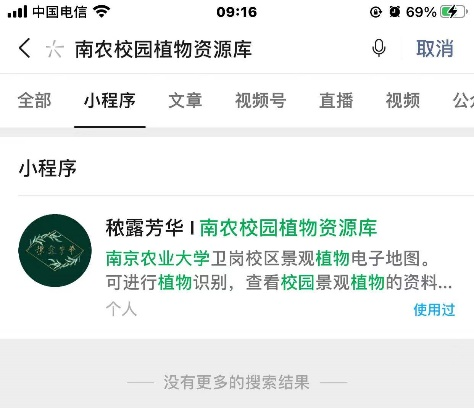 中国电信 09:16 69%
南农校园植物资源库 取消
全部 小程序 文章 视频号 直播 视频 公
小程序
秾露芳华 I 南农校园植物资源库
南京农业大学卫岗校区景观植物电子地图。
可进行植物识别，查看校园景观植物的资料...
个人 使用过
没有更多的搜索结果